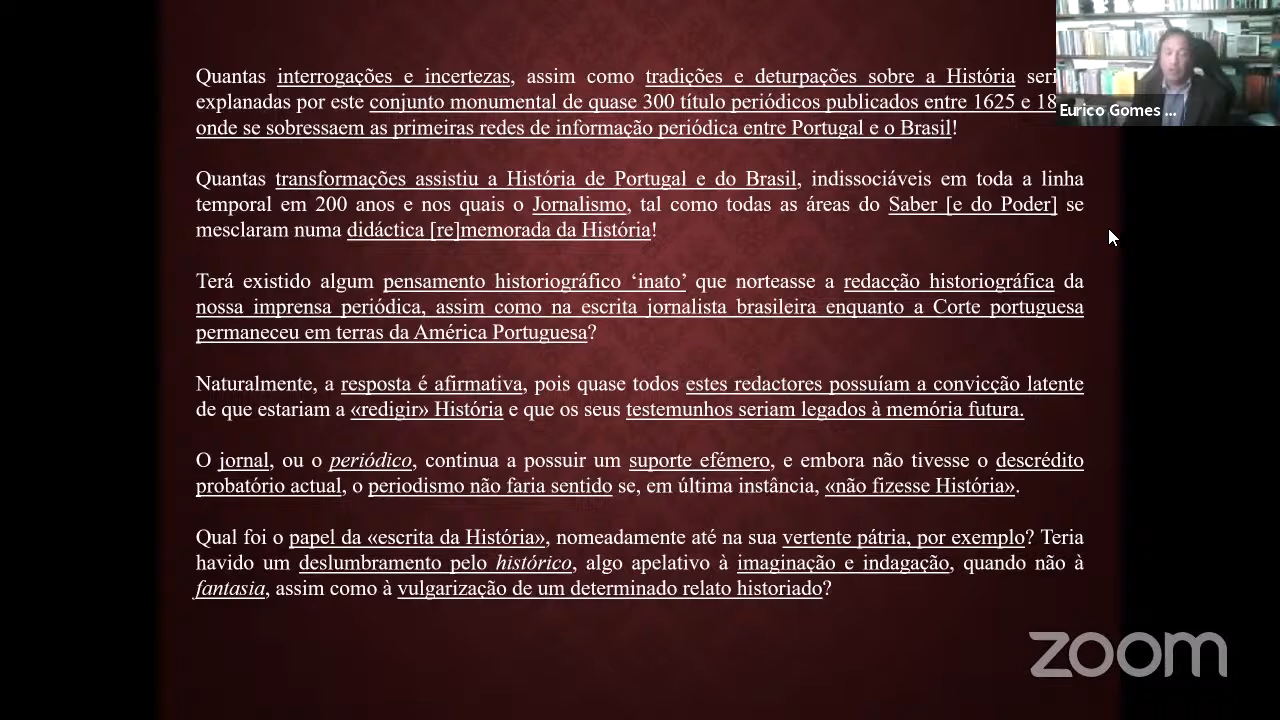 Quantas interrogações e incertezas, assim como tradições e deturpações sobre a História
explanadas por este conjunto monumental de quase 300 título periódicos publicados entre 1625 e
onde se sobressaem as primeiras redes de informação periódica entre Portugal e o Brasil!
Quantas transformações assistiu a História de Portugal e do Brasil, indissociáveis em toda a linha
temporal em 200 anos e nos quais o Jornalismo, tal como todas as áreas do Saber [e do Poder] se
mesclaram numa didáctica [re]memorada da História!
Terá existido algum pensamento historiográfico ‘inato’ que norteasse a redacção historiográfica da
nossa imprensa periódica, assim como na escrita jornalista brasileira enquanto a Corte portuguesa
permaneceu em terras da América Portuguesa?
Naturalmente, a resposta é afirmativa, pois quase todos estes redactores possuíam a convicção latente
de que estariam a «redigir» História e que os seus testemunhos seriam legados à memória futura.
O jornal, ou o periódico, continua a possuir um suporte efémero, e embora não tivesse o descrédito
probatório actual, o periodismo não faria sentido se, em última instância, «não fizesse História».
Qual foi o papel da «escrita da História», nomeadamente até na sua vertente pátria, por exemplo? Teria
havido um deslumbramento pelo histórico, algo apelativo à imaginação e indagação, quando não à
fantasia, assim como à vulgarização de um determinado relato historiado?
Eurico Gomes ...
zoom